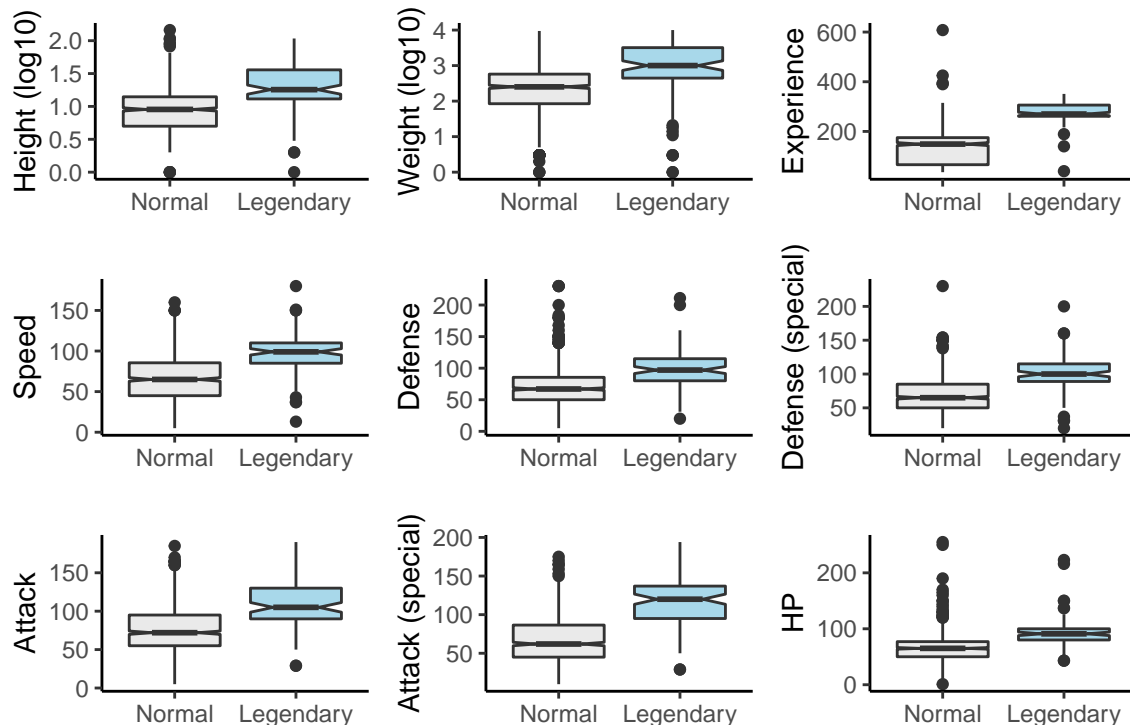 Height (log10)
2.0
1.5
1.0
0.5
0.0
Normal Legendary
Weight (log10)
4
3
2
1
0
Normal Legendary
Experience
600
400
200
Normal Legendary
Speed
150
100
50
0
Normal Legendary
Defense
200
150
100
50
0
Normal Legendary
Defense (special)
200
150
100
50
Normal Legendary
Attack
150
100
50
0
Normal Legendary
Attack (special)
200
150
100
50
Normal Legendary
HP
200
100
0
Normal Legendary